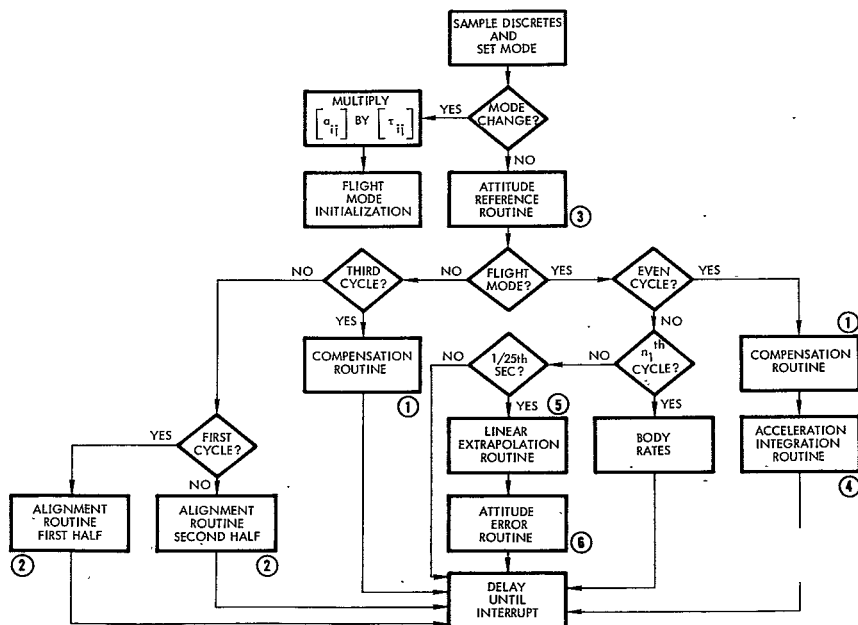 SAMPLE DISCRETES
AND
SET MODE
MULTIPLY
[a ij] BY [τ ij]
YES
MODE
CHANGE?
NO
FLIGHT
MODE
INITIALIZATION
ATTITUDE
REFERENCE
ROUTINE
3
NO
THIRD
CYCLE?
NO
FLIGHT
MODE?
YES
EVEN
CYCLE?
YES
YES
NO
COMPENSATION
ROUTINE
1
NO
1/25th
SEC?
NO
n1th
CYCLE?
1
COMPENSATION
ROUTINE
YES
5
YES
YES
FIRST
CYCLE?
LINEAR
EXTRAPOLATION
ROUTINE
BODY
RATES
ACCELERATION
INTEGRATION
ROUTINE
4
NO
ALIGNMENT
ROUTINE
FIRST HALF
2
ALIGNMENT
ROUTINE
SECOND HALF
2
ATTITUDE
ERROR
ROUTINE
6
DELAY
UNTIL
INTERRUPT